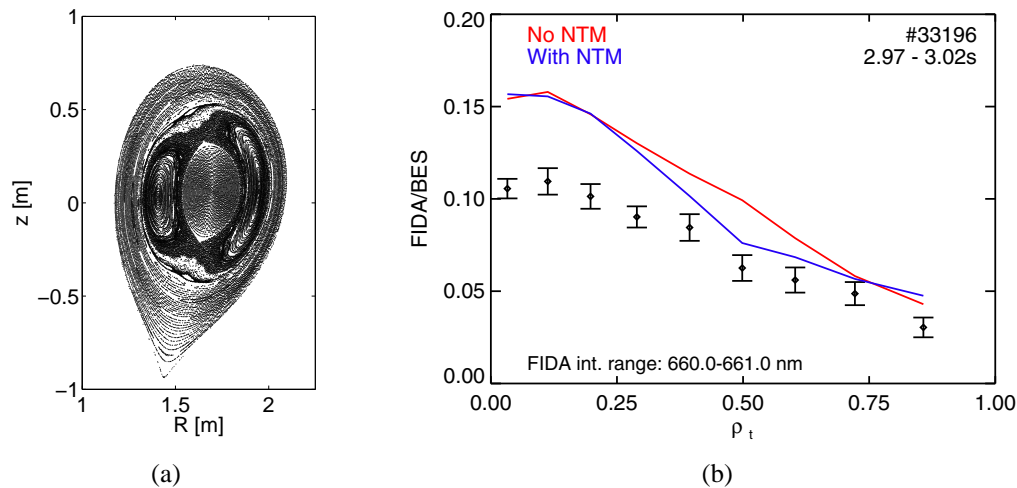 1
0.5
0
−0.5
−1
z [m]
1
1.5
2
R [m]
(a)
0.20
0.15
0.10
0.05
0.00
FIDA/BES
No NTM
With NTM
#33196
2.97 - 3.02s
FIDA int. range: 660.0-661.0 nm
0.00
0.25
0.50
0.75
1.00
ρ t
(b)